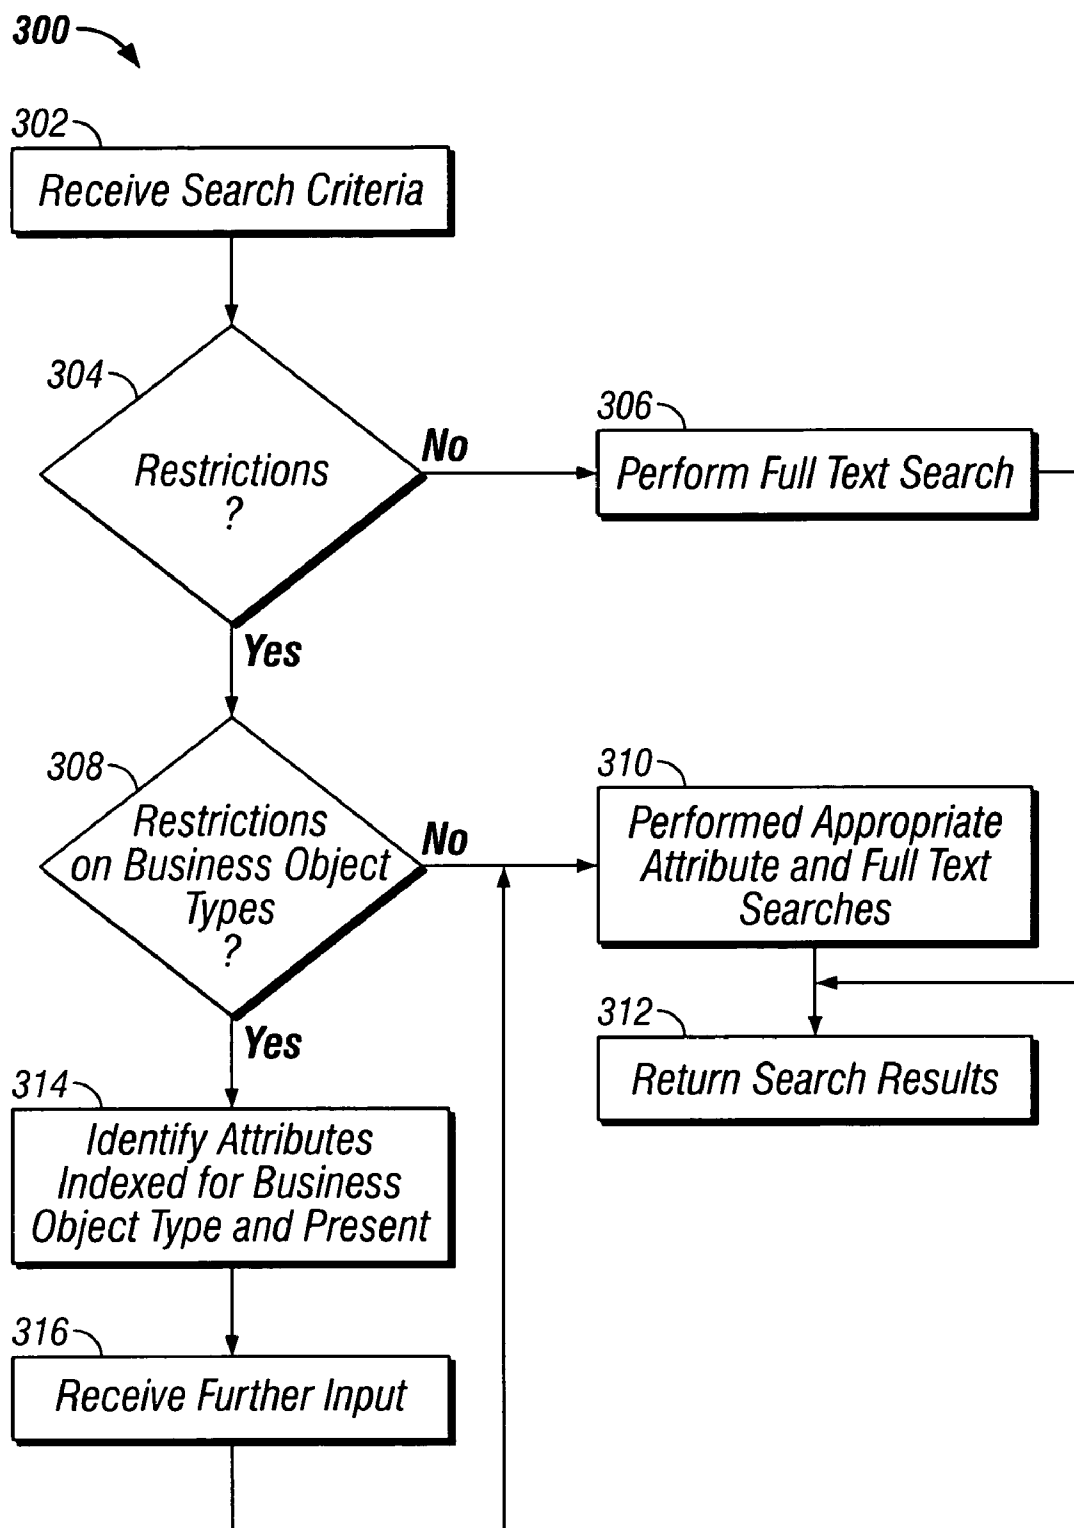 300
302
Receive Search Criteria
304
Restrictions
?
No
306
Perform Full Text Search
Yes
308
Restrictions
on Business Object
Types
?
No
310
Performed Appropriate
Attribute and Full Text
Searches
312
Return Search Results
Yes
314
Identify Attributes
Indexed for Business
Object Type and Present
316
Receive Further Input